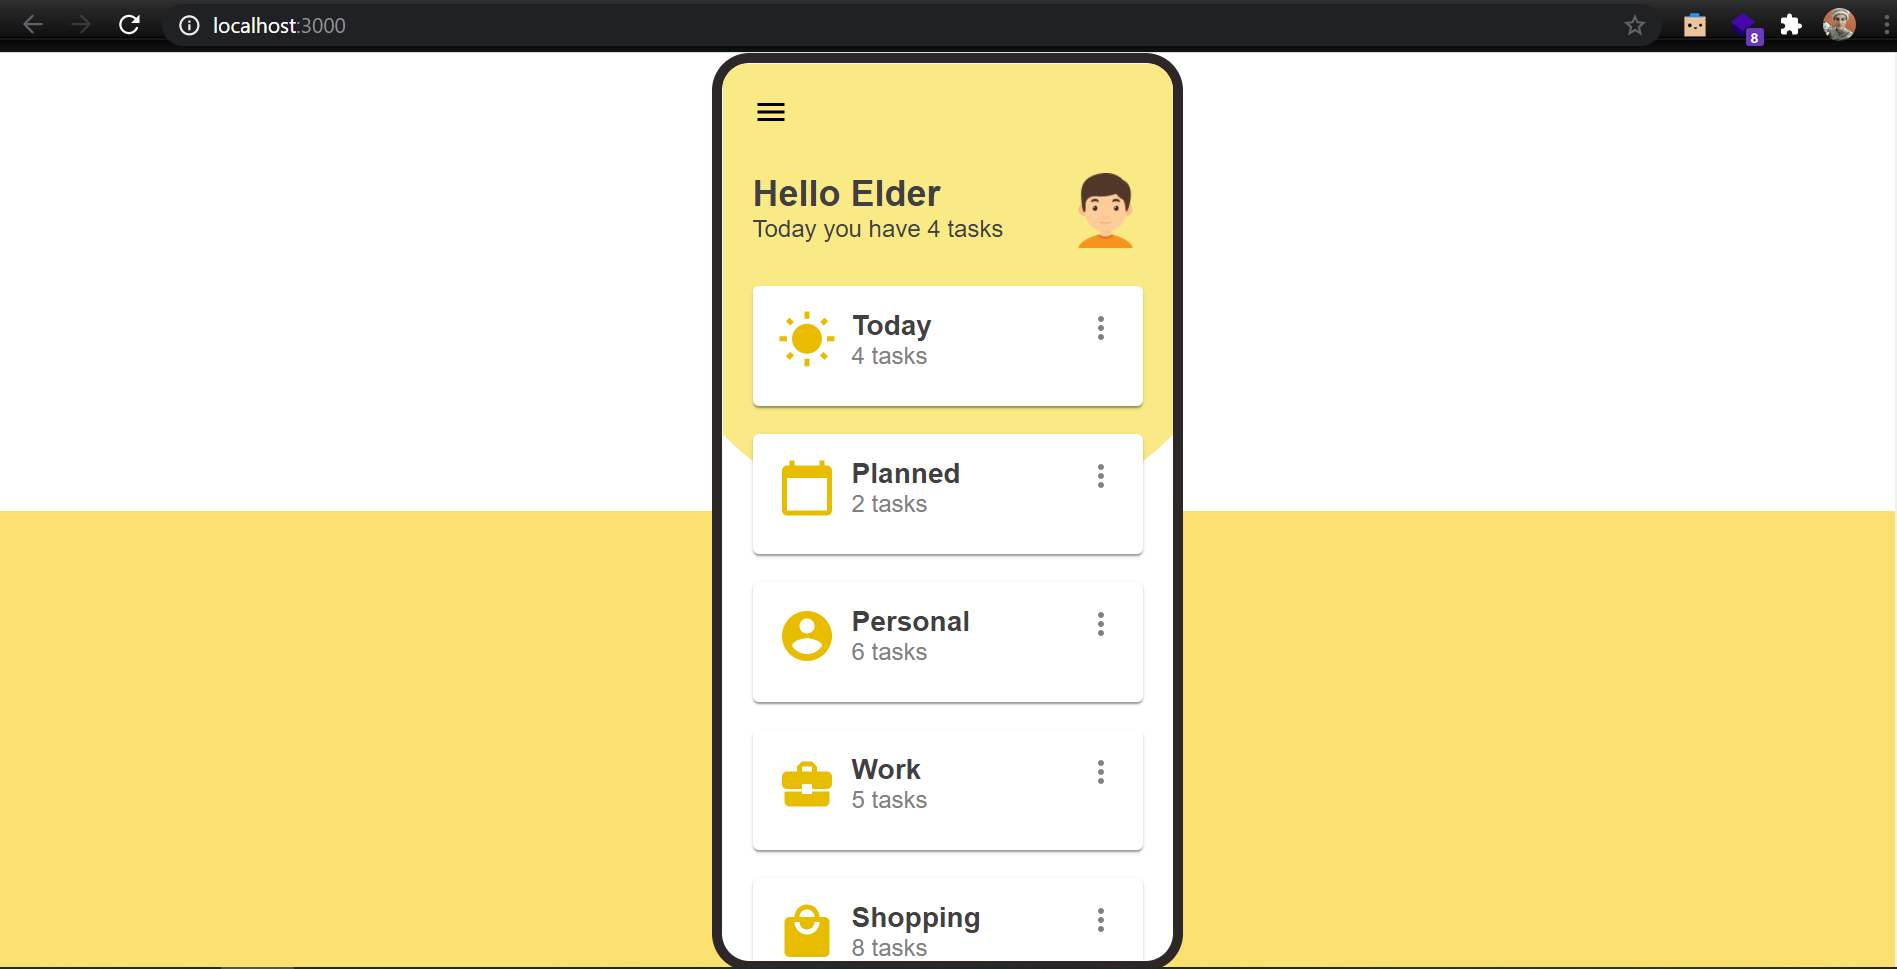 localhost:3000
8
Hello Elder
Today you have 4 tasks
Today
4 tasks
Planned
2 tasks
Personal
6 tasks
Work
5 tasks
Shopping
8 tasks